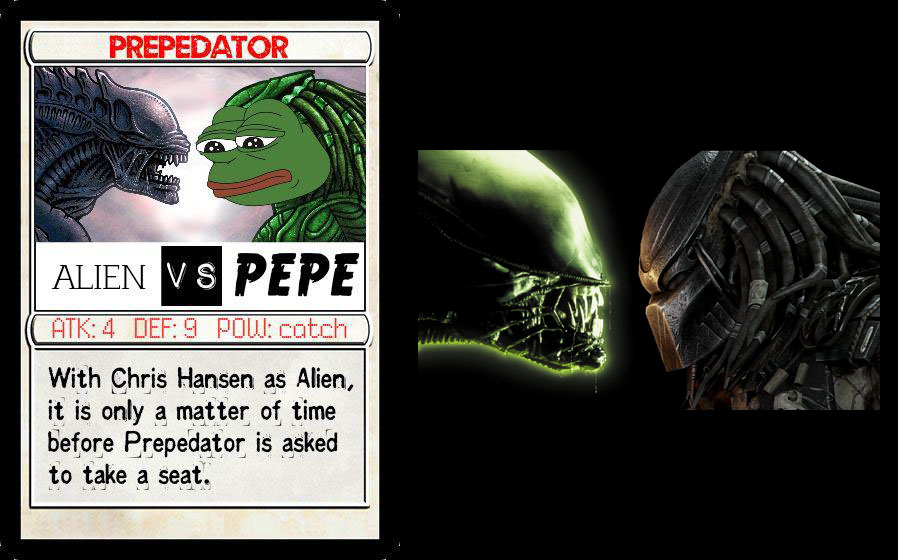 PREPEDATOR
ALIEN VS PEPE
ATK: 4 DEF: 9 POW: catch
With Chris Hansen as Alien,
it is only a matter of time
before Prepedator is asked
to take a seat.